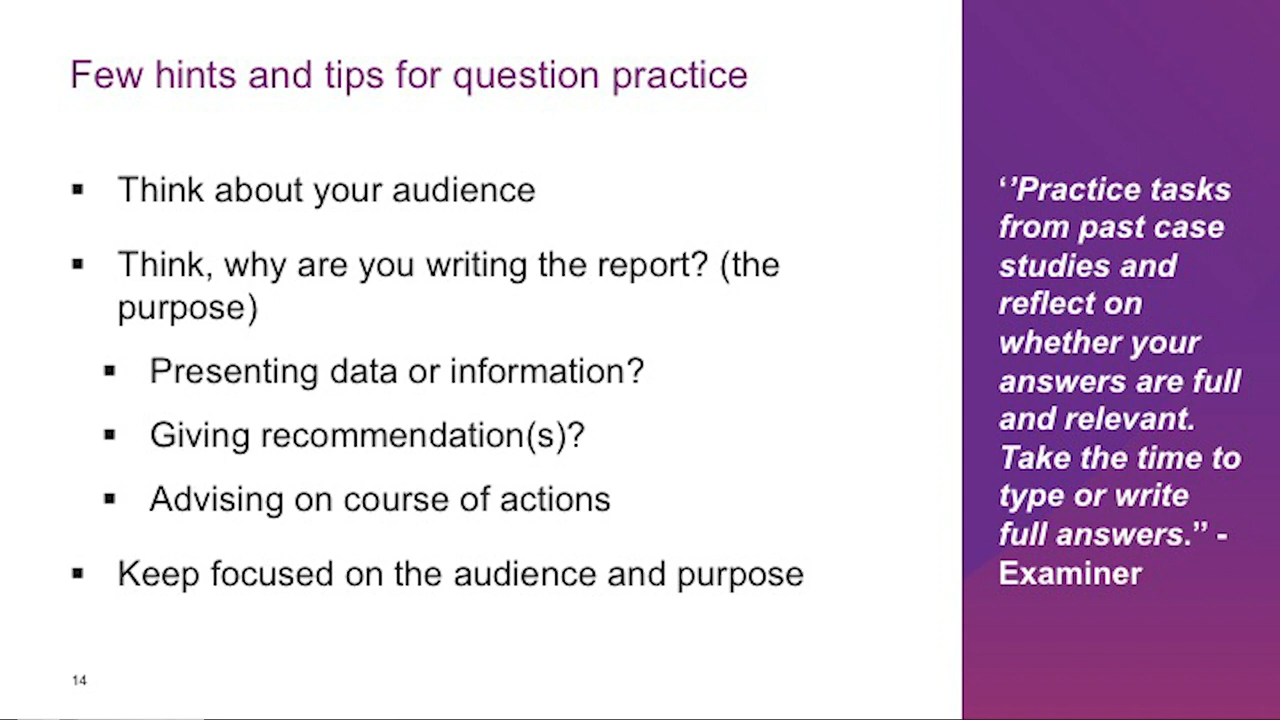 Few hints and tips for question practice
▪ Think about your audience
▪ Think, why are you writing the report? (the
purpose)
▪ Presenting data or information?
▪ Giving recommendation(s)?
▪ Advising on course of actions
▪ Keep focused on the audience and purpose
14
‘’Practice tasks
from past case
studies and
reflect on
whether your
answers are full
and relevant.
Take the time to
type or write
full answers.” -
Examiner